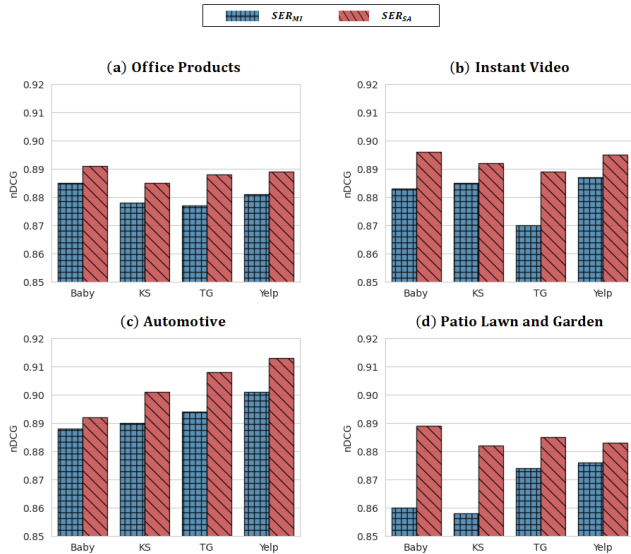 SER_MI SER_SA
(a) Office Products
(b) Instant Video
0.92
0.91
0.90
0.89
0.88
0.87
0.86
0.85
nDCG
Baby KS TG Yelp
0.92
0.91
0.90
0.89
0.88
0.87
0.86
0.85
nDCG
Baby KS TG Yelp
(c) Automotive
(d) Patio Lawn and Garden
0.92
0.91
0.90
0.89
0.88
0.87
0.86
0.85
nDCG
Baby KS TG Yelp
0.92
0.91
0.90
0.89
0.88
0.87
0.86
0.85
nDCG
Baby KS TG Yelp